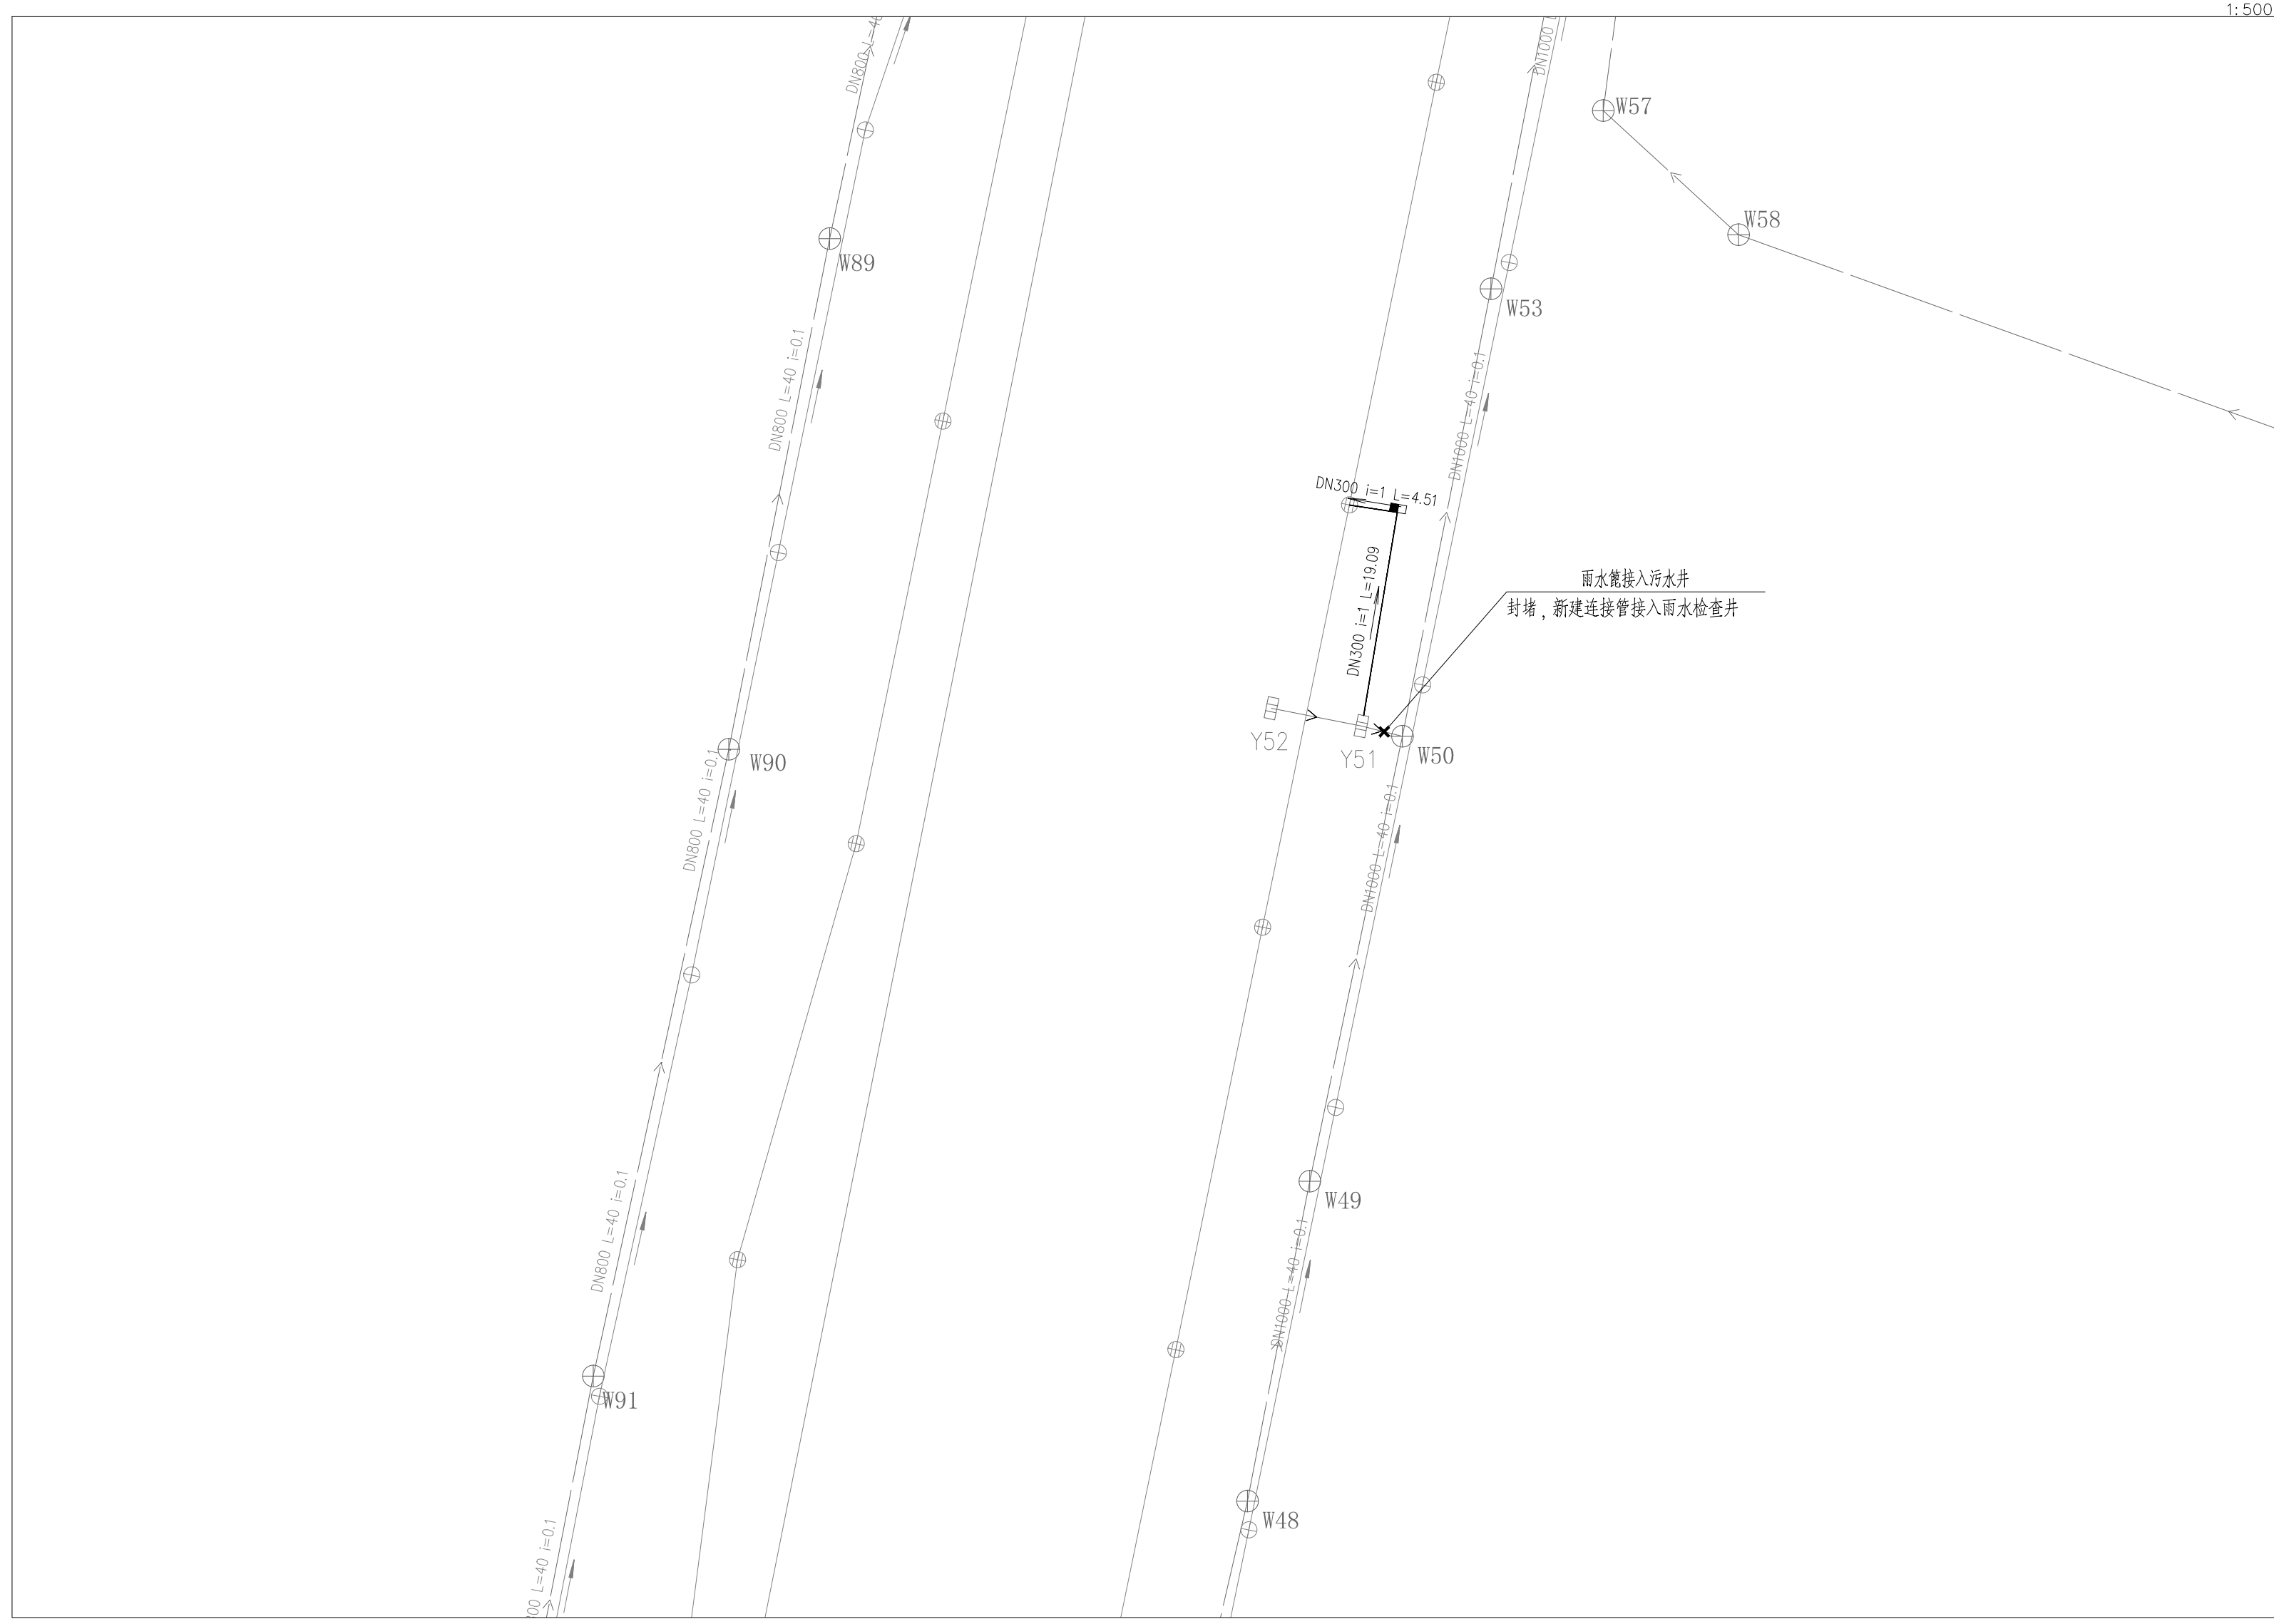 1:500
DN800 L=40
DN1000 L
W57
W58
W89
W53
DN800 L=40 i=0.1
DN1000 L=40 i=0.1
DN300 i=1 L=4.51
DN300 i=1 L=19.09
雨水篦接入污水井
封堵，新建连接管接入雨水检查井
Y52
Y51
W50
W90
DN800 L=40 i=0.1
DN1000 L=40 i=0.1
W49
DN800 L=40 i=0.1
DN1000 L=40 i=0.1
W91
W48
00 L=40 i=0.1